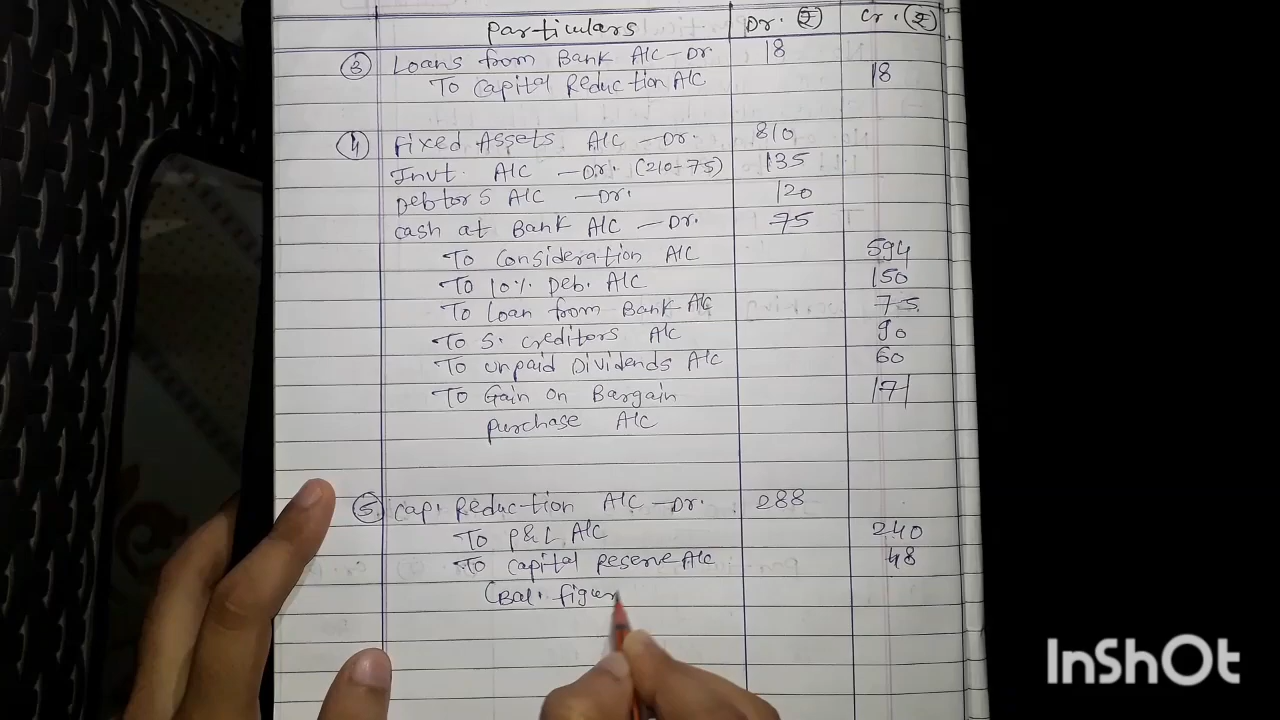 Particulars Dr. (₹) Cr. (₹)
(3) Loans from Bank A/C -Dr. 18
To Capital Reduction A/C 18
(4) Fixed Assets A/C -Dr. 810
Invt. A/C -Dr. (210-75) 135
Debtors A/C -Dr. 120
Cash at Bank A/C -Dr. 75
To Consideration A/C 594
To 10% Deb. A/C 150
To Loan from Bank A/C 75
To S. Creditors A/C 90
To Unpaid Dividends A/C 60
To Gain on Bargain 171
Purchase A/C
(5) Cap. Reduction A/C -Dr. 288
To P&L A/C 240
To Capital Reserve A/C 48
(Bal. figur
InShOt